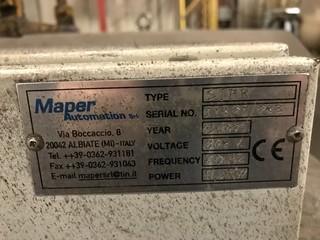 Maper
Automation Srl
Via Boccaccio, 8
20042 ALBIATE (MI)-ITALY
Tel. ++39-0362-931181
Fax ++39-0362-931043
E-mail mapersrl@tin.it
TYPE
SERIAL NO.
YEAR
VOLTAGE
FREQUENCY
POWER
CE